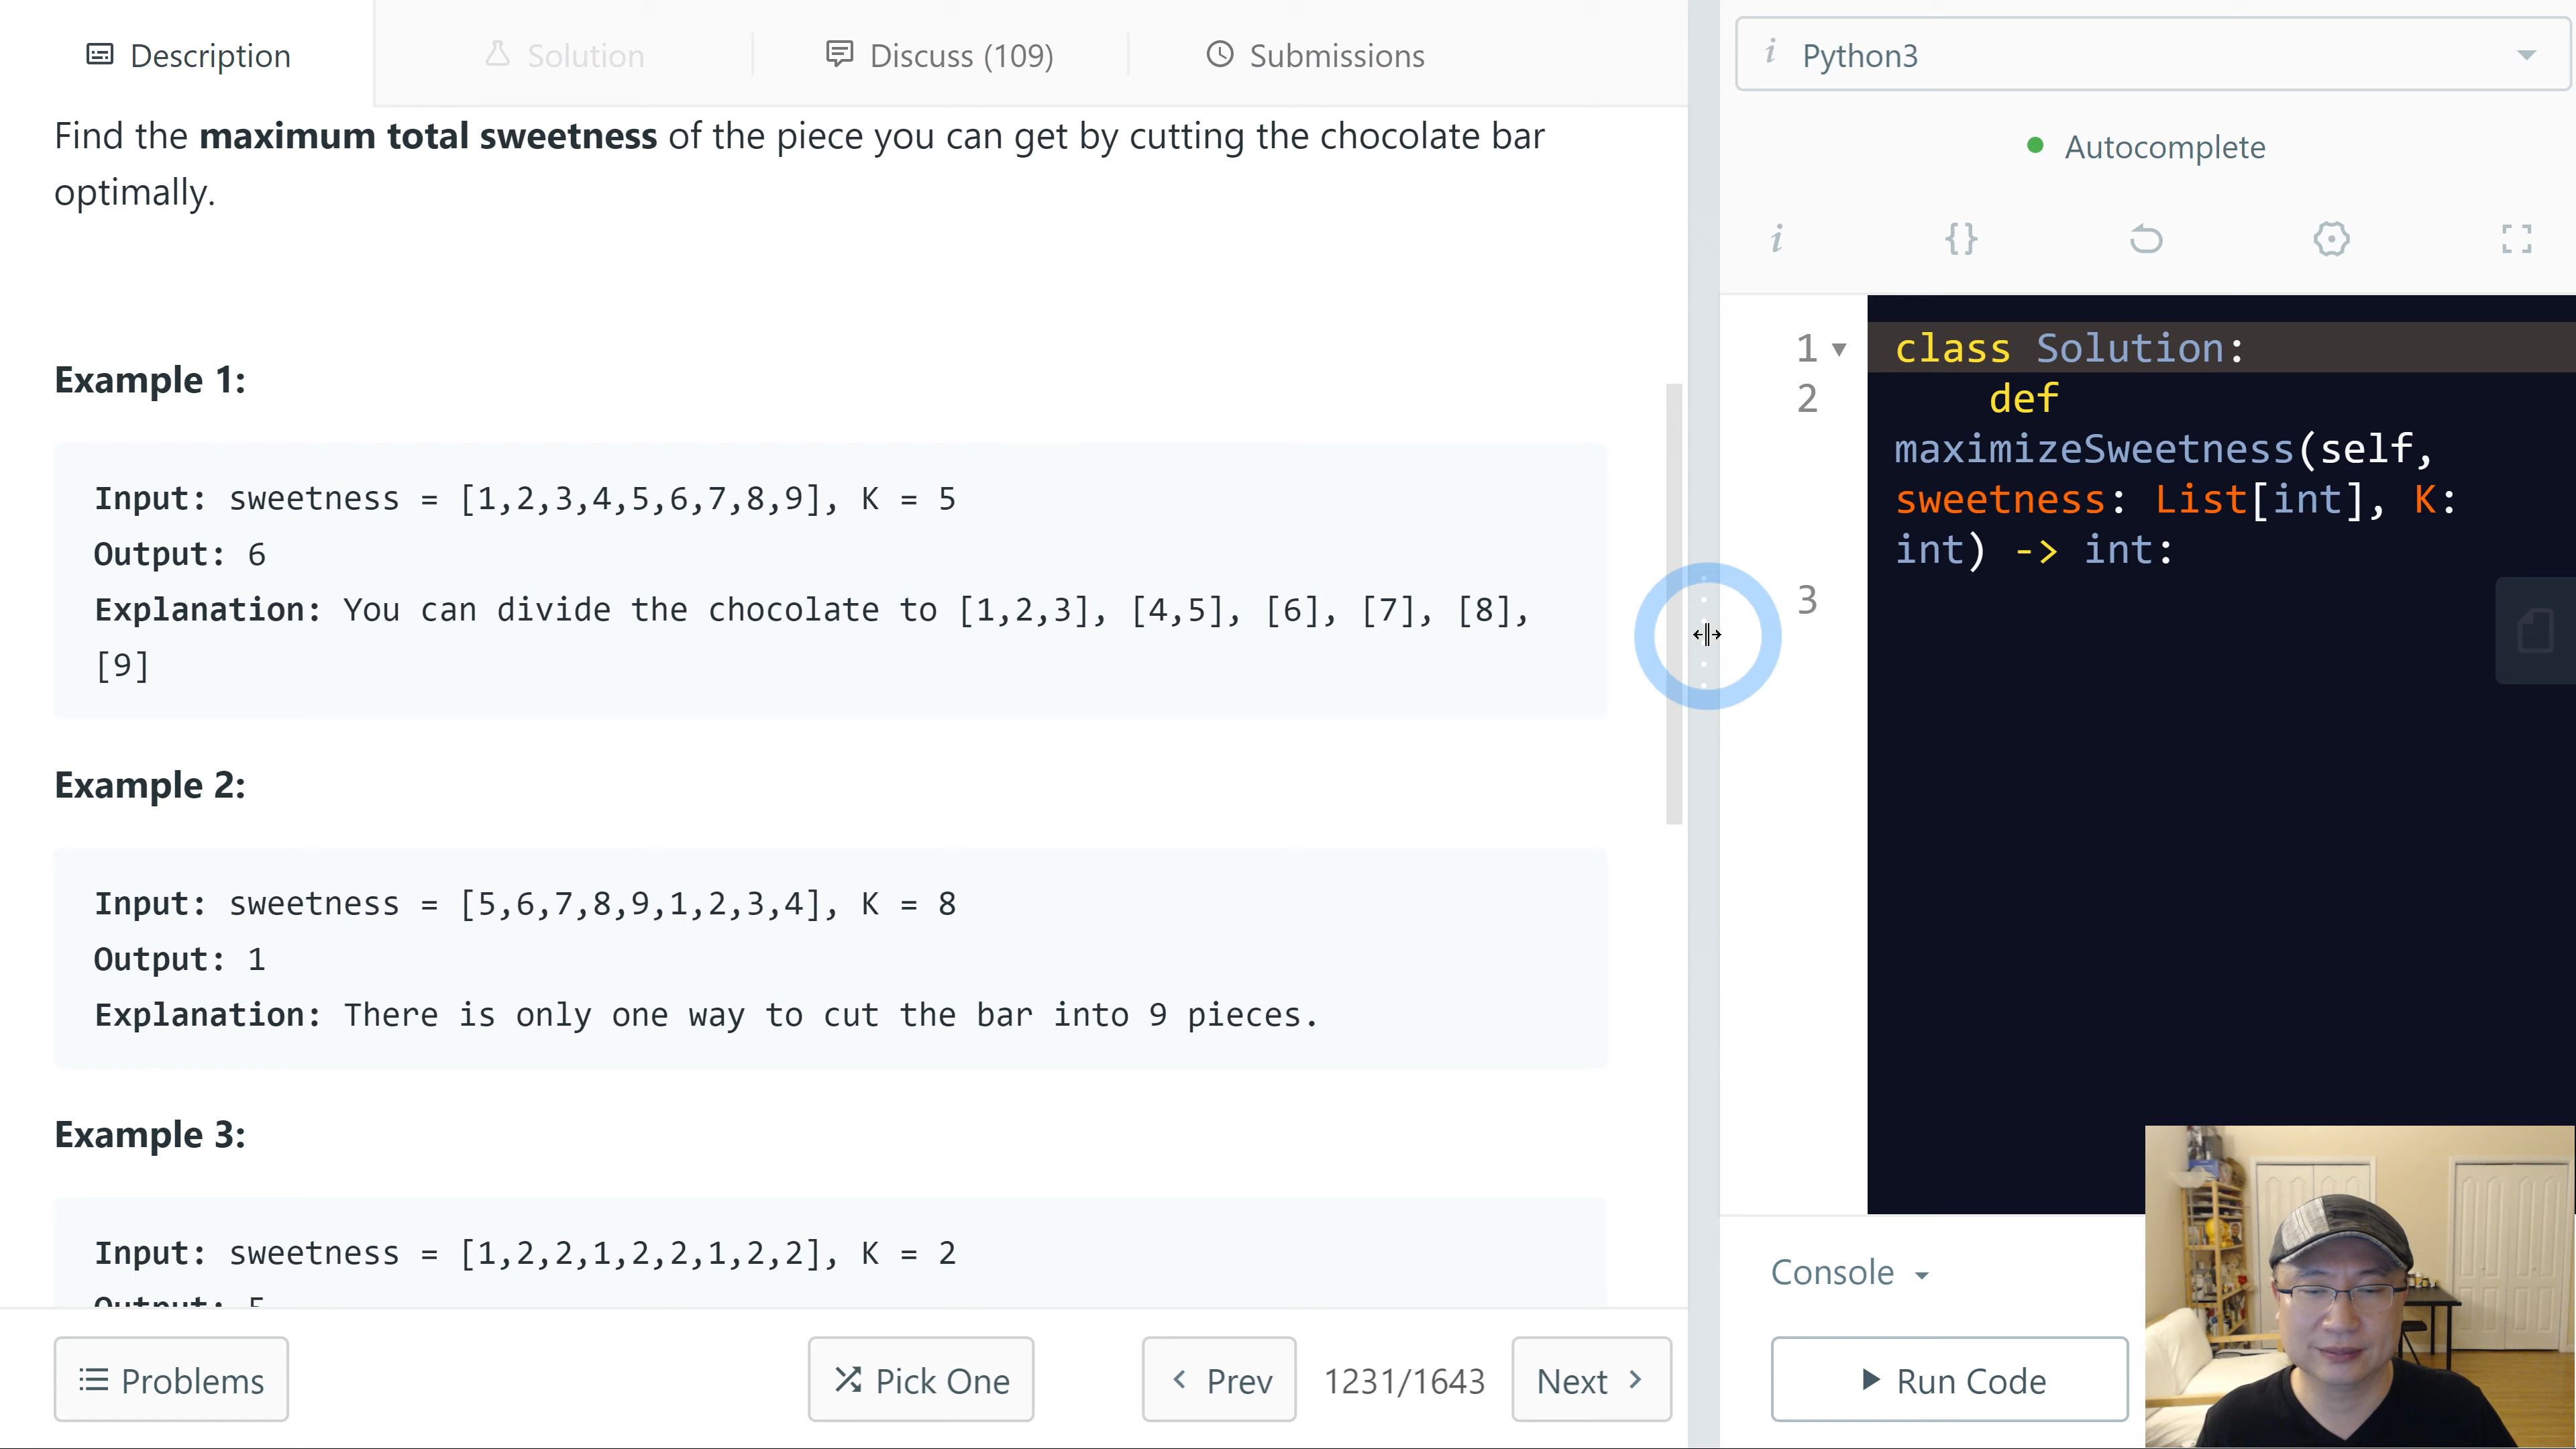 Description
Solution
Discuss (109)
Submissions
Find the maximum total sweetness of the piece you can get by cutting the chocolate bar
optimally.
Example 1:
Input: sweetness = [1,2,3,4,5,6,7,8,9], K = 5
Output: 6
Explanation: You can divide the chocolate to [1,2,3], [4,5], [6], [7], [8],
[9]
Example 2:
Input: sweetness = [5,6,7,8,9,1,2,3,4], K = 8
Output: 1
Explanation: There is only one way to cut the bar into 9 pieces.
Example 3:
Input: sweetness = [1,2,2,1,2,2,1,2,2], K = 2
Output: 5
Problems
Pick One
Prev
1231/1643
Next
i Python3
Autocomplete
i {}
1 class Solution:
2 def
maximizeSweetness(self,
sweetness: List[int], K:
int) -> int:
3
Console
Run Code